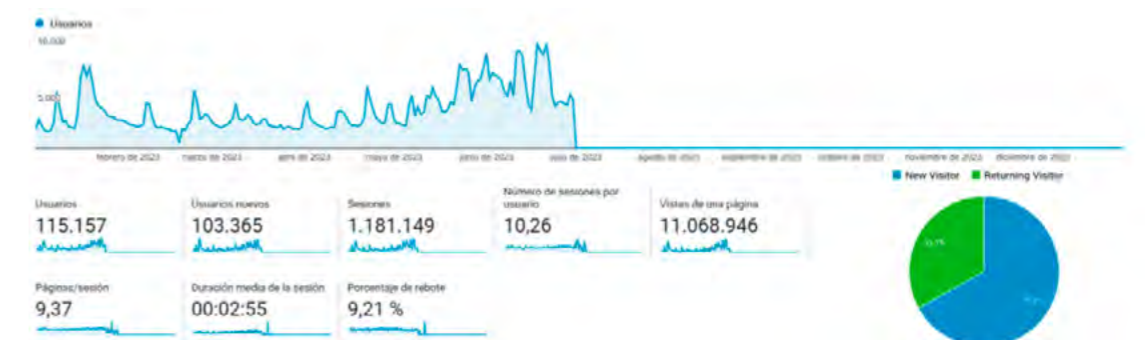 Usuarios
10.000
5.000
febrero de 2023 marzo de 2023 abril de 2023 mayo de 2023 junio de 2023 julio de 2023 agosto de 2023 septiembre de 2023 octubre de 2023 noviembre de 2023 diciembre de 2023
New Visitor Returning Visitor
Usuarios
115.157
Usuarios nuevos
103.365
Sesiones
1.181.149
Número de sesiones por
usuario
10,26
Vistas de una página
11.068.946
Páginas/sesión
9,37
Duración media de la sesión
00:02:55
Porcentaje de rebote
9,21 %